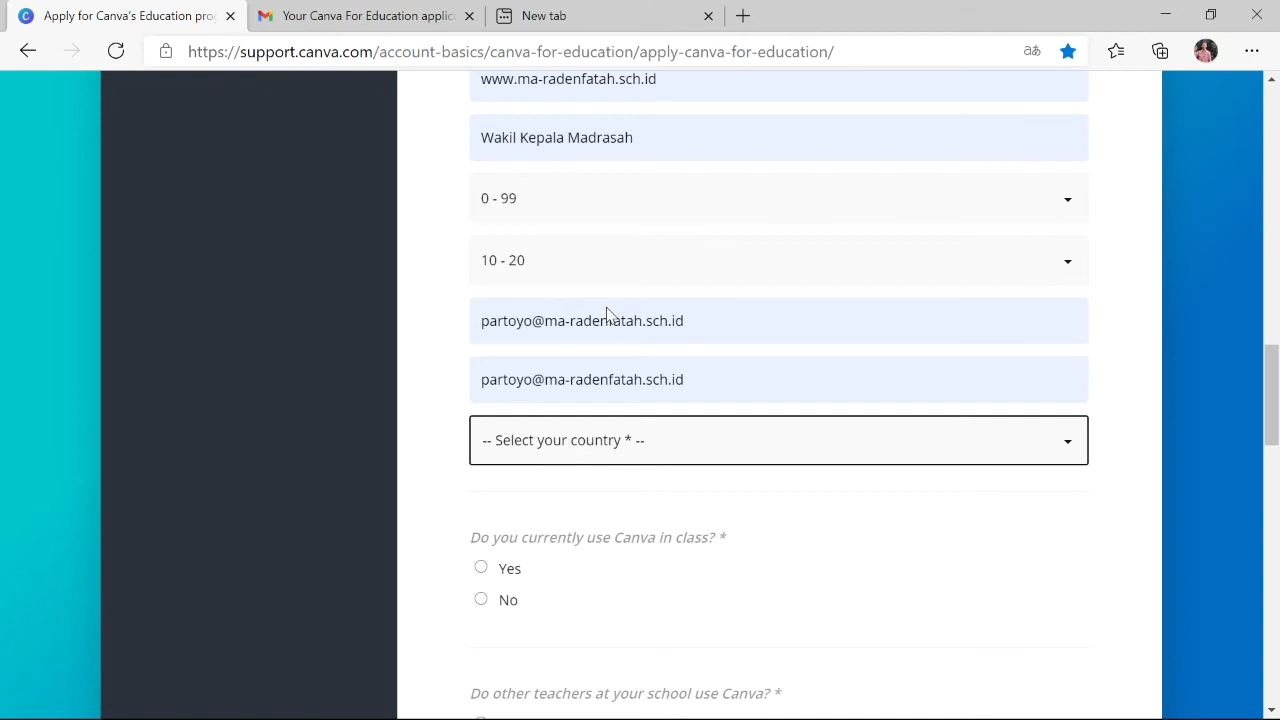 Apply for Canva's Education pro
Your Canva For Education applic
New tab
https://support.canva.com/account-basics/canva-for-education/apply-canva-for-education/
www.ma-radenfatah.sch.id
Wakil Kepala Madrasah
0 - 99
10 - 20
partoyo@ma-radenfatah.sch.id
partoyo@ma-radenfatah.sch.id
-- Select your country * --
Do you currently use Canva in class? *
Yes
No
Do other teachers at your school use Canva? *